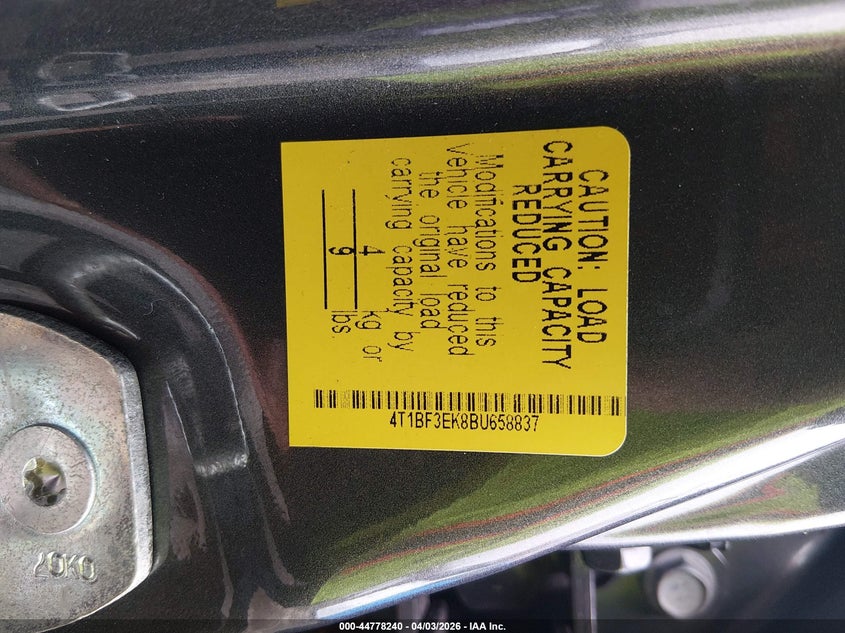 CAUTION: LOAD
CARRYING CAPACITY
REDUCED
Modifications to this
vehicle have reduced
the original load
carrying capacity by
4 kg or
9 lbs.
4T1BF3EK8BU658837
20K0
000-44778240 - 04/03/2026 - IAA Inc.